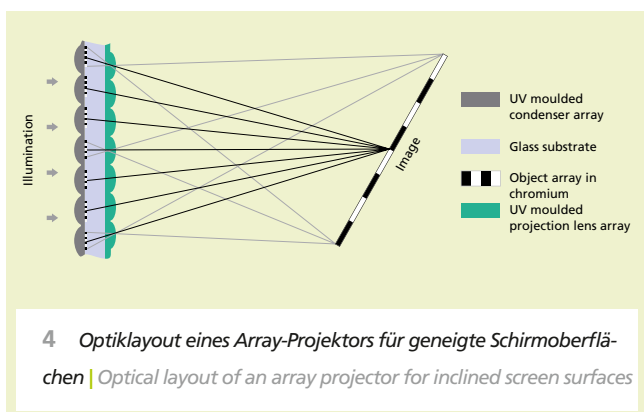 Illumination
Image
UV moulded
condenser array
Glass substrate
Object array in
chromium
UV moulded
projection lens array
4 Optiklayout eines Array-Projektors für geneigte Schirmoberflä-
chen | Optical layout of an array projector for inclined screen surfaces